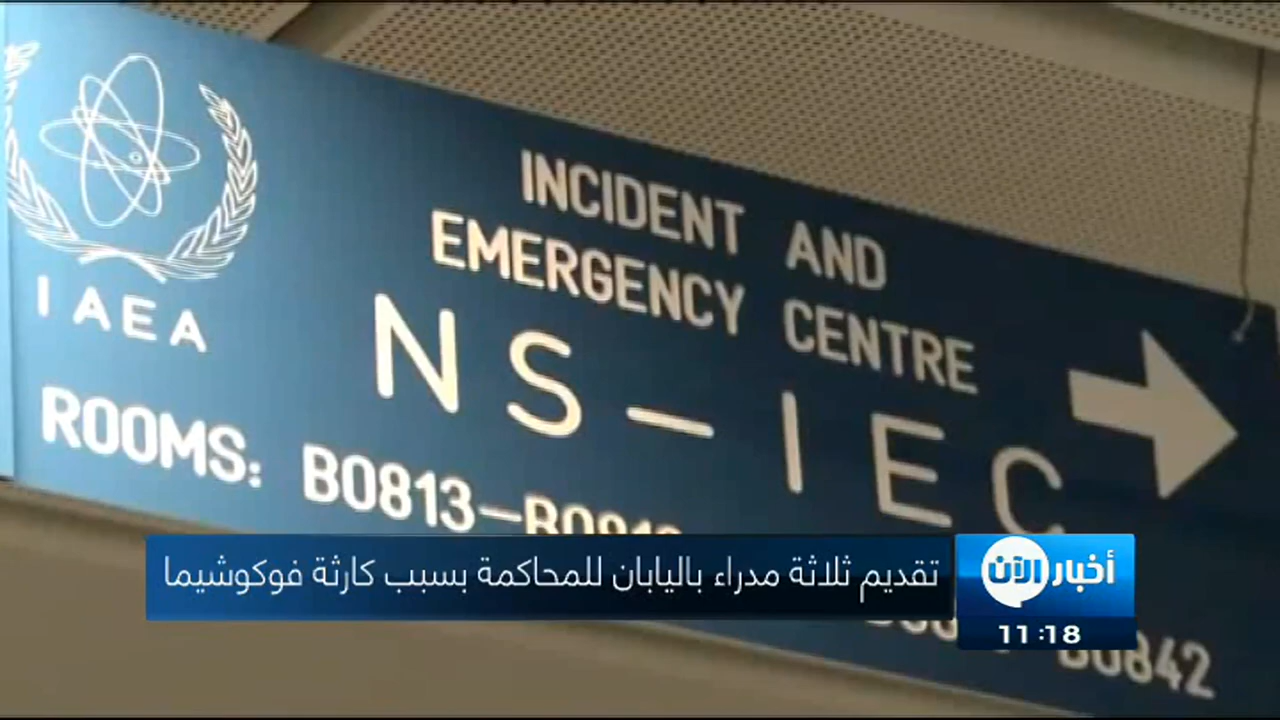 IAEA
INCIDENT AND
EMERGENCY CENTRE
NS-IEC
ROOMS: B0813-
تقديم ثلاثة مدراء باليابان للمحاكمة بسبب كارثة فوكوشيما
أخبار الآن
11:18
B0842